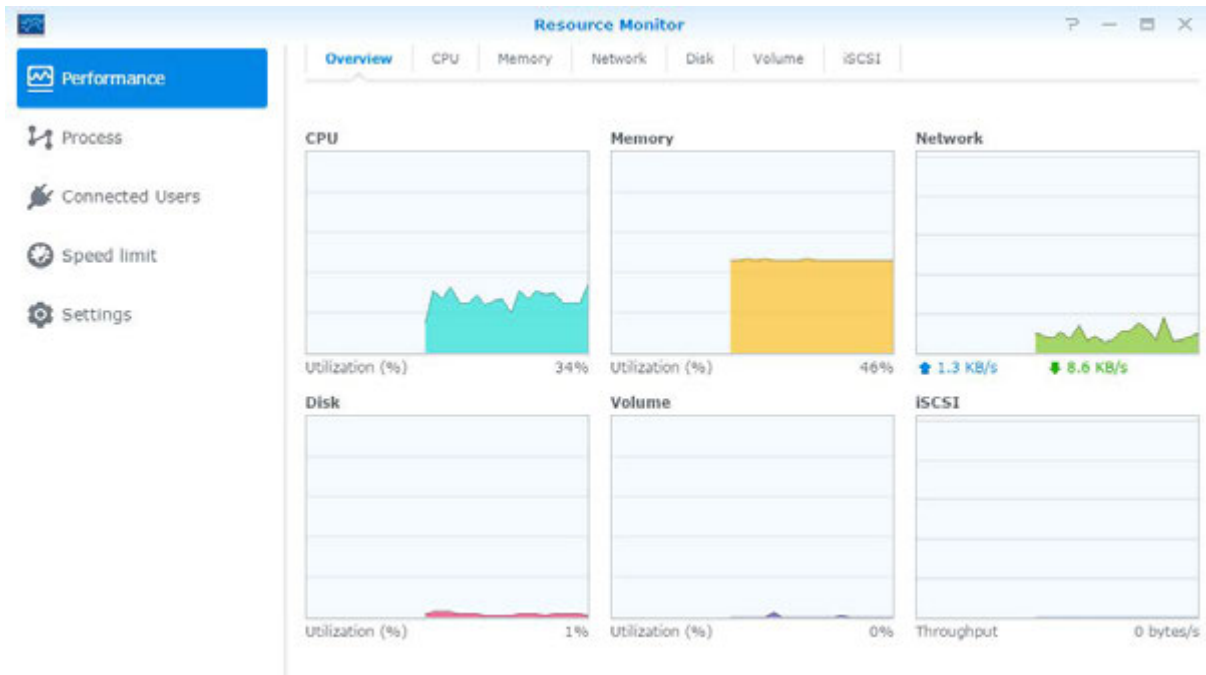 Resource Monitor
Performance
Process
Connected Users
Speed limit
Settings
Overview CPU Memory Network Disk Volume iSCSI
CPU Memory Network
Utilization (%) 34% Utilization (%) 46% 1.3 KB/s 8.6 KB/s
Disk Volume iSCSI
Utilization (%) 1% Utilization (%) 0% Throughput 0 bytes/s